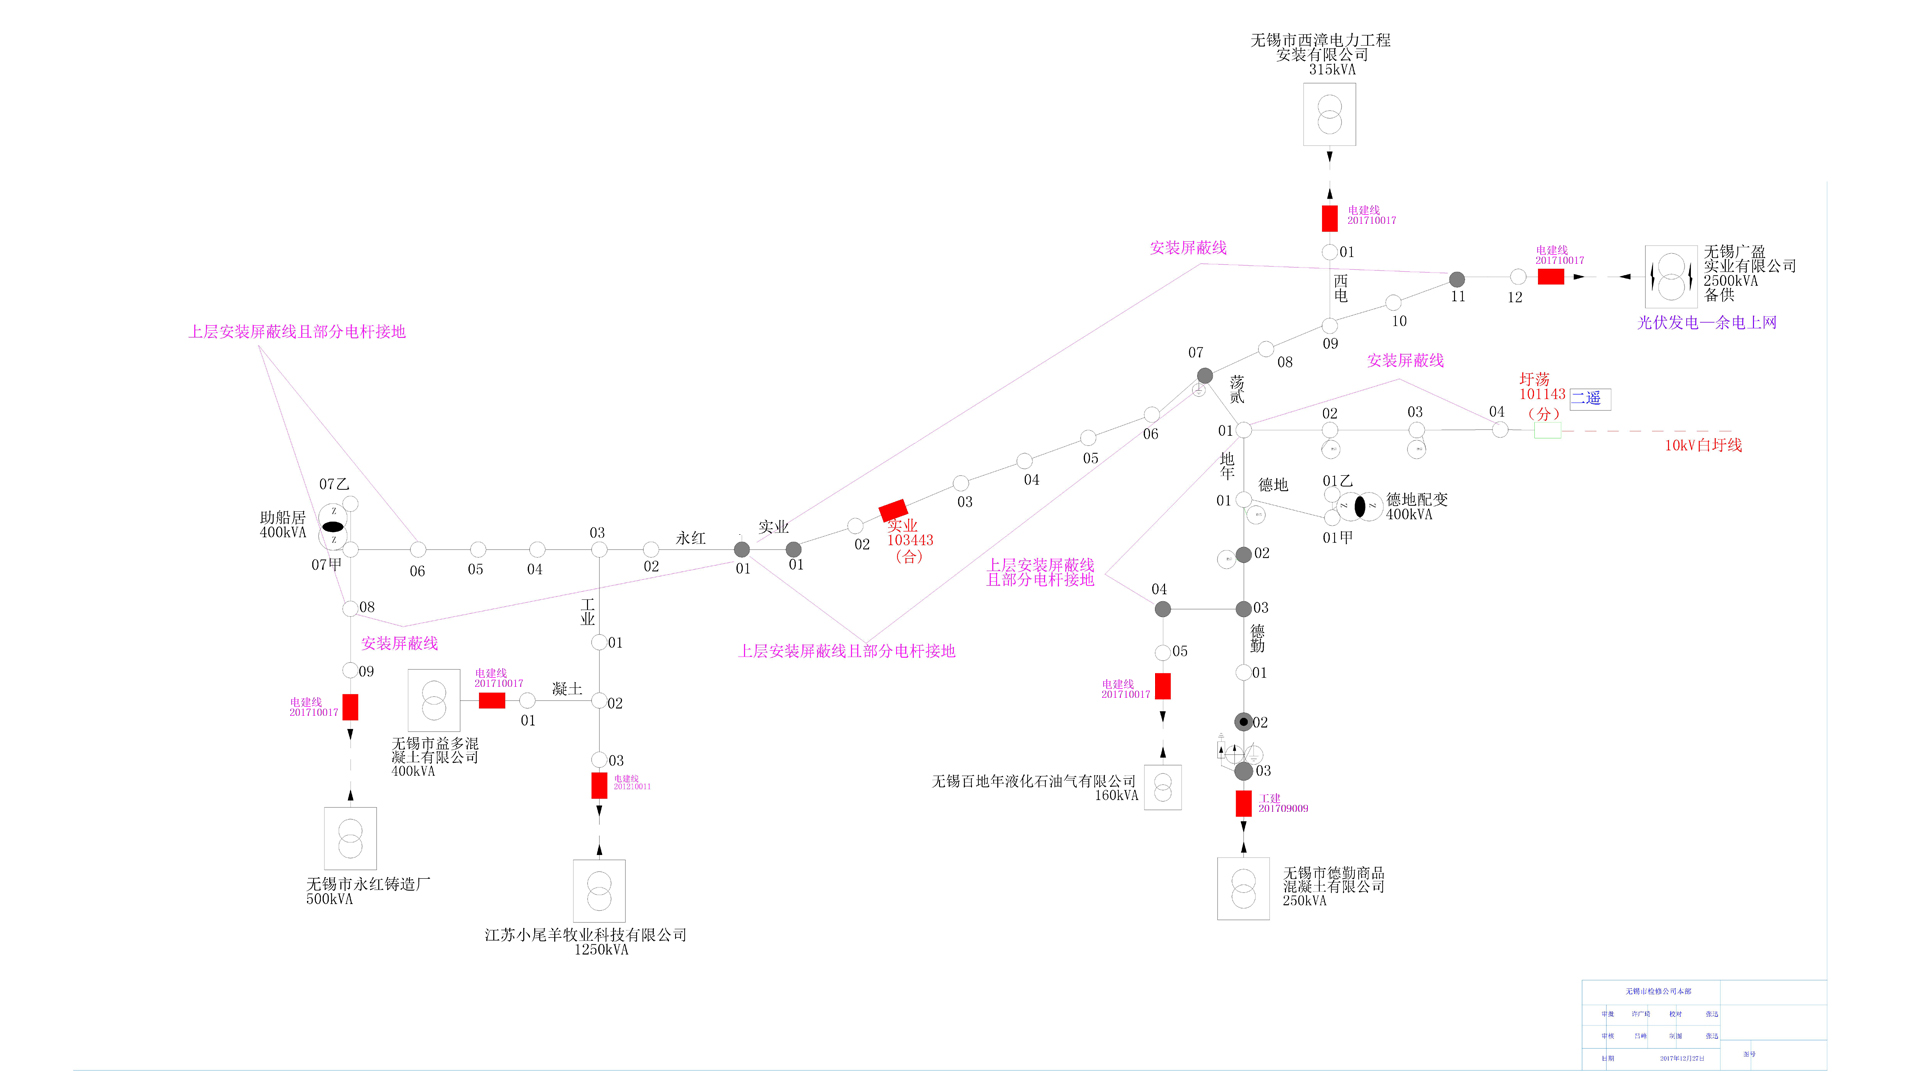 无锡市西漳电力工程
安装有限公司
315kVA
电建线
201710017
01
西
电
安装屏蔽线
电建线
201710017
无锡广盈
实业有限公司
2500kVA
备供
光伏发电—余电上网
11
12
10
09
08
07
荡
贰
安装屏蔽线
圩荡
101143
（分）
二遥
10kV白圩线
01
02
03
04
上层安装屏蔽线且部分电杆接地
06
05
04
03
02
实业
103443
（合）
01
实业
永红
01
02
03
04
05
06
07甲
07乙
助船居
400kVA
08
安装屏蔽线
09
电建线
201710017
无锡市永红铸造厂
500kVA
工
业
01
02
凝土
01
电建线
201710017
无锡市益多混
凝土有限公司
400kVA
03
电建线
201210011
江苏小尾羊牧业科技有限公司
1250kVA
上层安装屏蔽线且部分电杆接地
地
年
01
德地
01乙
01甲
德地配变
400kVA
02
上层安装屏蔽线
且部分电杆接地
03
04
05
电建线
201710017
无锡百地年液化石油气有限公司
160kVA
德
勤
01
02
03
工建
201709009
无锡市德勤商品
混凝土有限公司
250kVA
无锡市检修公司本部
审批
校对
张迅
审核
吕峰
制图
张迅
日期
2017年12月27日
图号